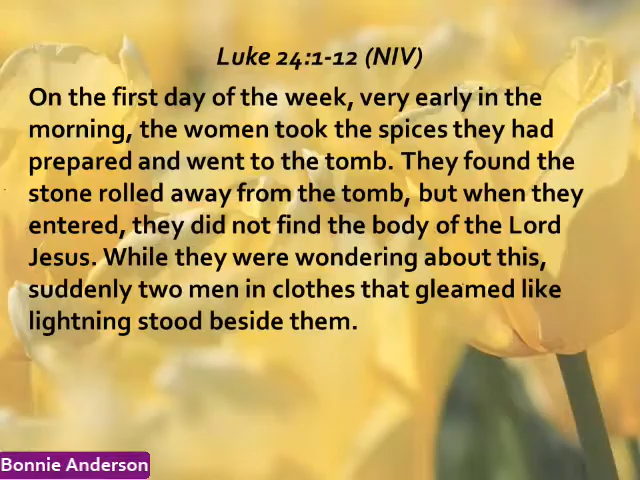 Luke 24:1-12 (NIV)
On the first day of the week, very early in the
morning, the women took the spices they had
prepared and went to the tomb. They found the
stone rolled away from the tomb, but when they
entered, they did not find the body of the Lord
Jesus. While they were wondering about this,
suddenly two men in clothes that gleamed like
lightning stood beside them.
Bonnie Anderson